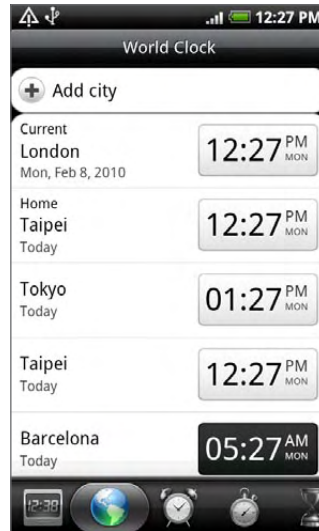 12:27 PM
World Clock
Add city
Current
London
Mon, Feb 8, 2010
12:27 PM MON
Home
Taipei
Today
12:27 PM MON
Tokyo
Today
01:27 PM MON
Taipei
Today
12:27 PM MON
Barcelona
Today
05:27 AM MON
12:38